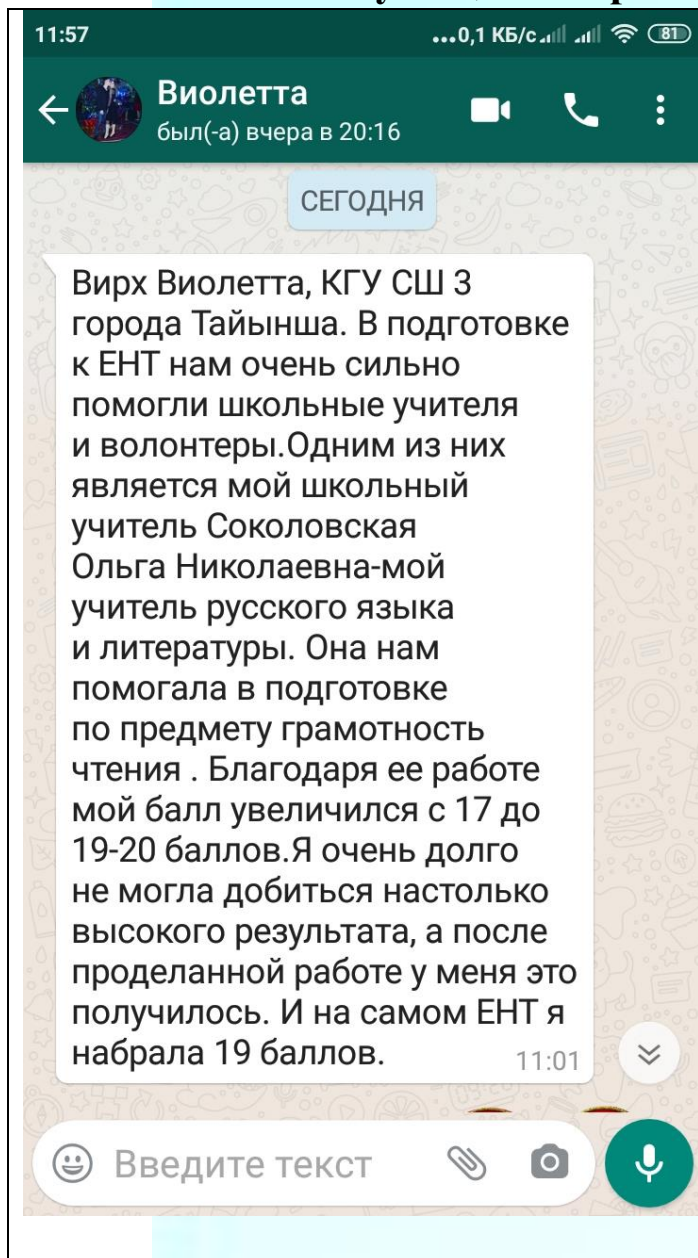 11:57 ...0,1 КБ/с 81
Виолетта
был(-а) вчера в 20:16
СЕГОДНЯ
Вирх Виолетта, КГУ СШ 3
города Тайынша. В подготовке
к ЕНТ нам очень сильно
помогли школьные учителя
и волонтеры.Одним из них
является мой школьный
учитель Соколовская
Ольга Николаевна-мой
учитель русского языка
и литературы. Она нам
помогала в подготовке
по предмету грамотность
чтения . Благодаря ее работе
мой балл увеличился с 17 до
19-20 баллов.Я очень долго
не могла добиться настолько
высокого результата, а после
проделанной работе у меня это
получилось. И на самом ЕНТ я
набрала 19 баллов. 11:01
Введите текст